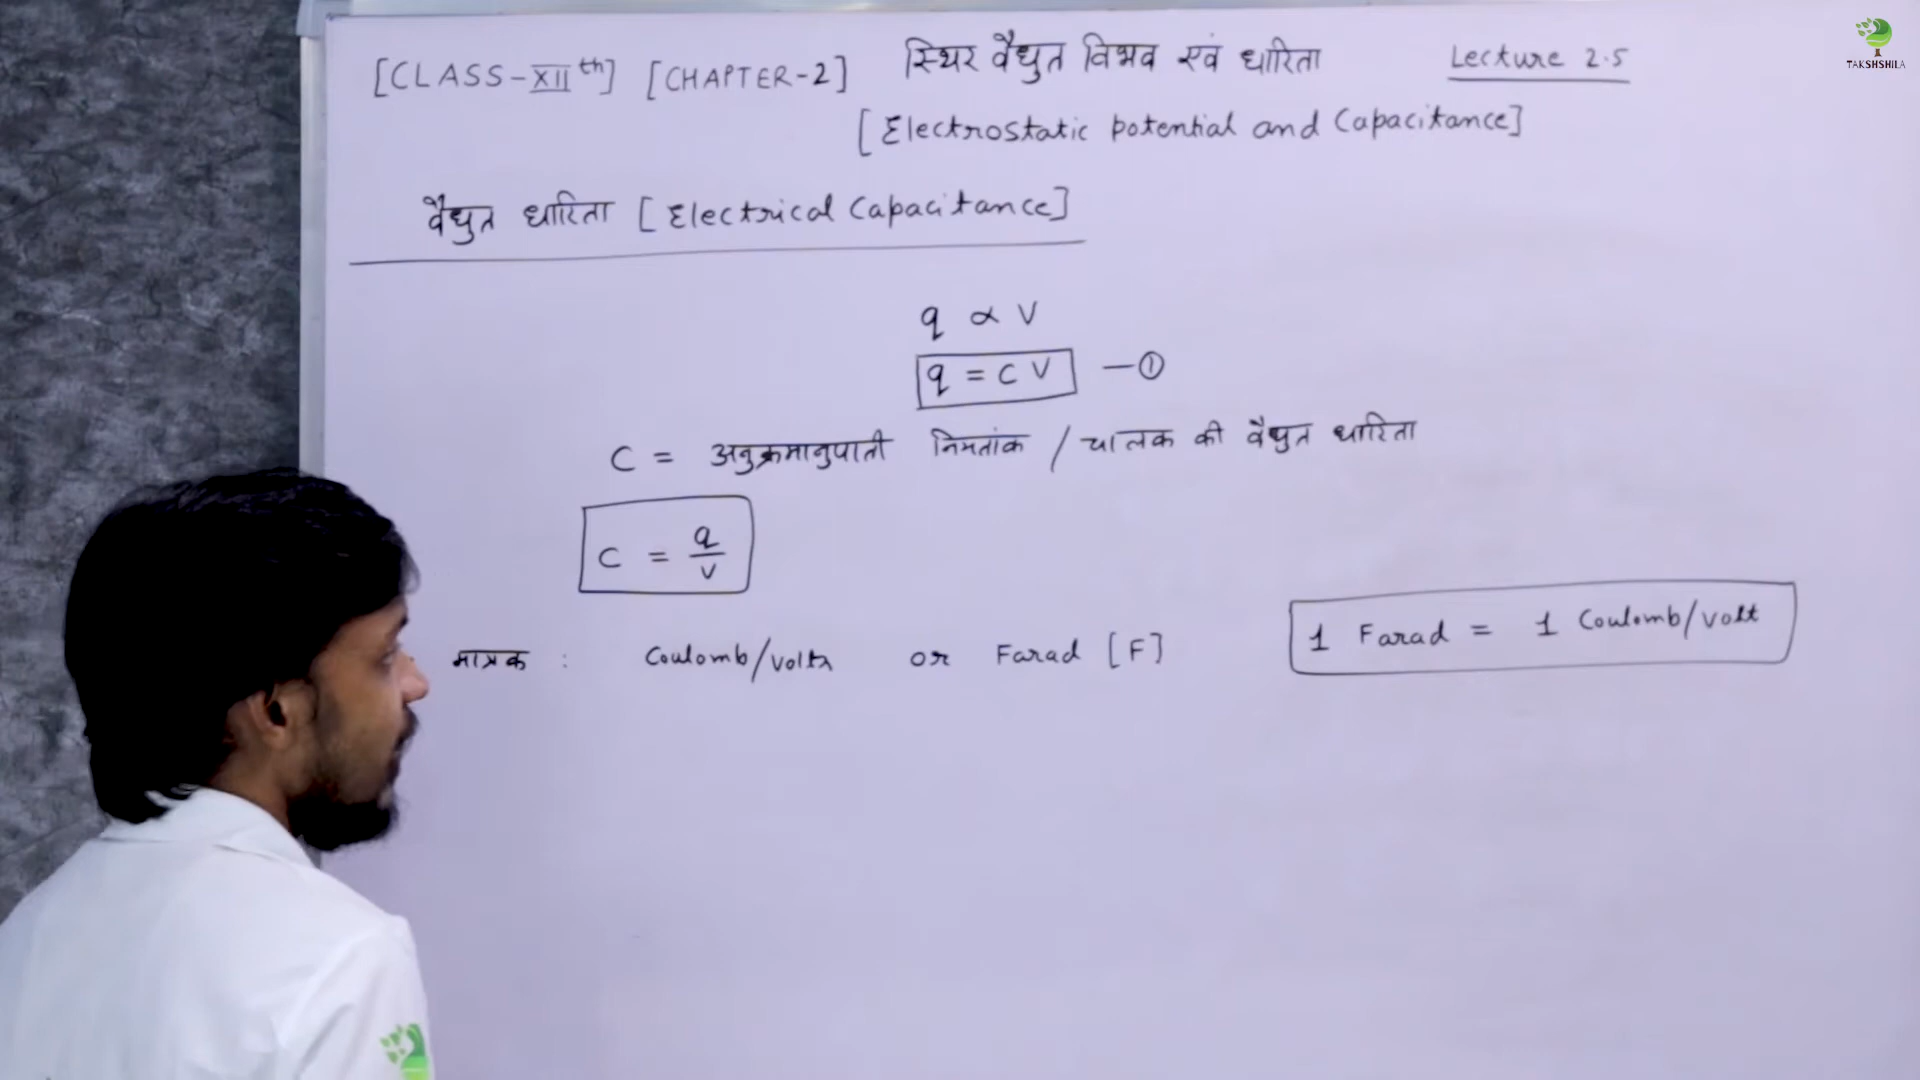 [CLASS-XIIth] [CHAPTER-2] स्थिर वैद्युत विभव एवं धारिता Lecture 2.5
TAKSHSHILA
[Electrostatic potential and Capacitance]
वैद्युत धारिता [Electrical Capacitance]
q ∝ V
q = C V —①
C = अनुक्रमानुपाती नियतांक / चालक की वैद्युत धारिता
C = q/V
मात्रक : Coulomb/volt or Farad [F]
1 Farad = 1 Coulomb/volt